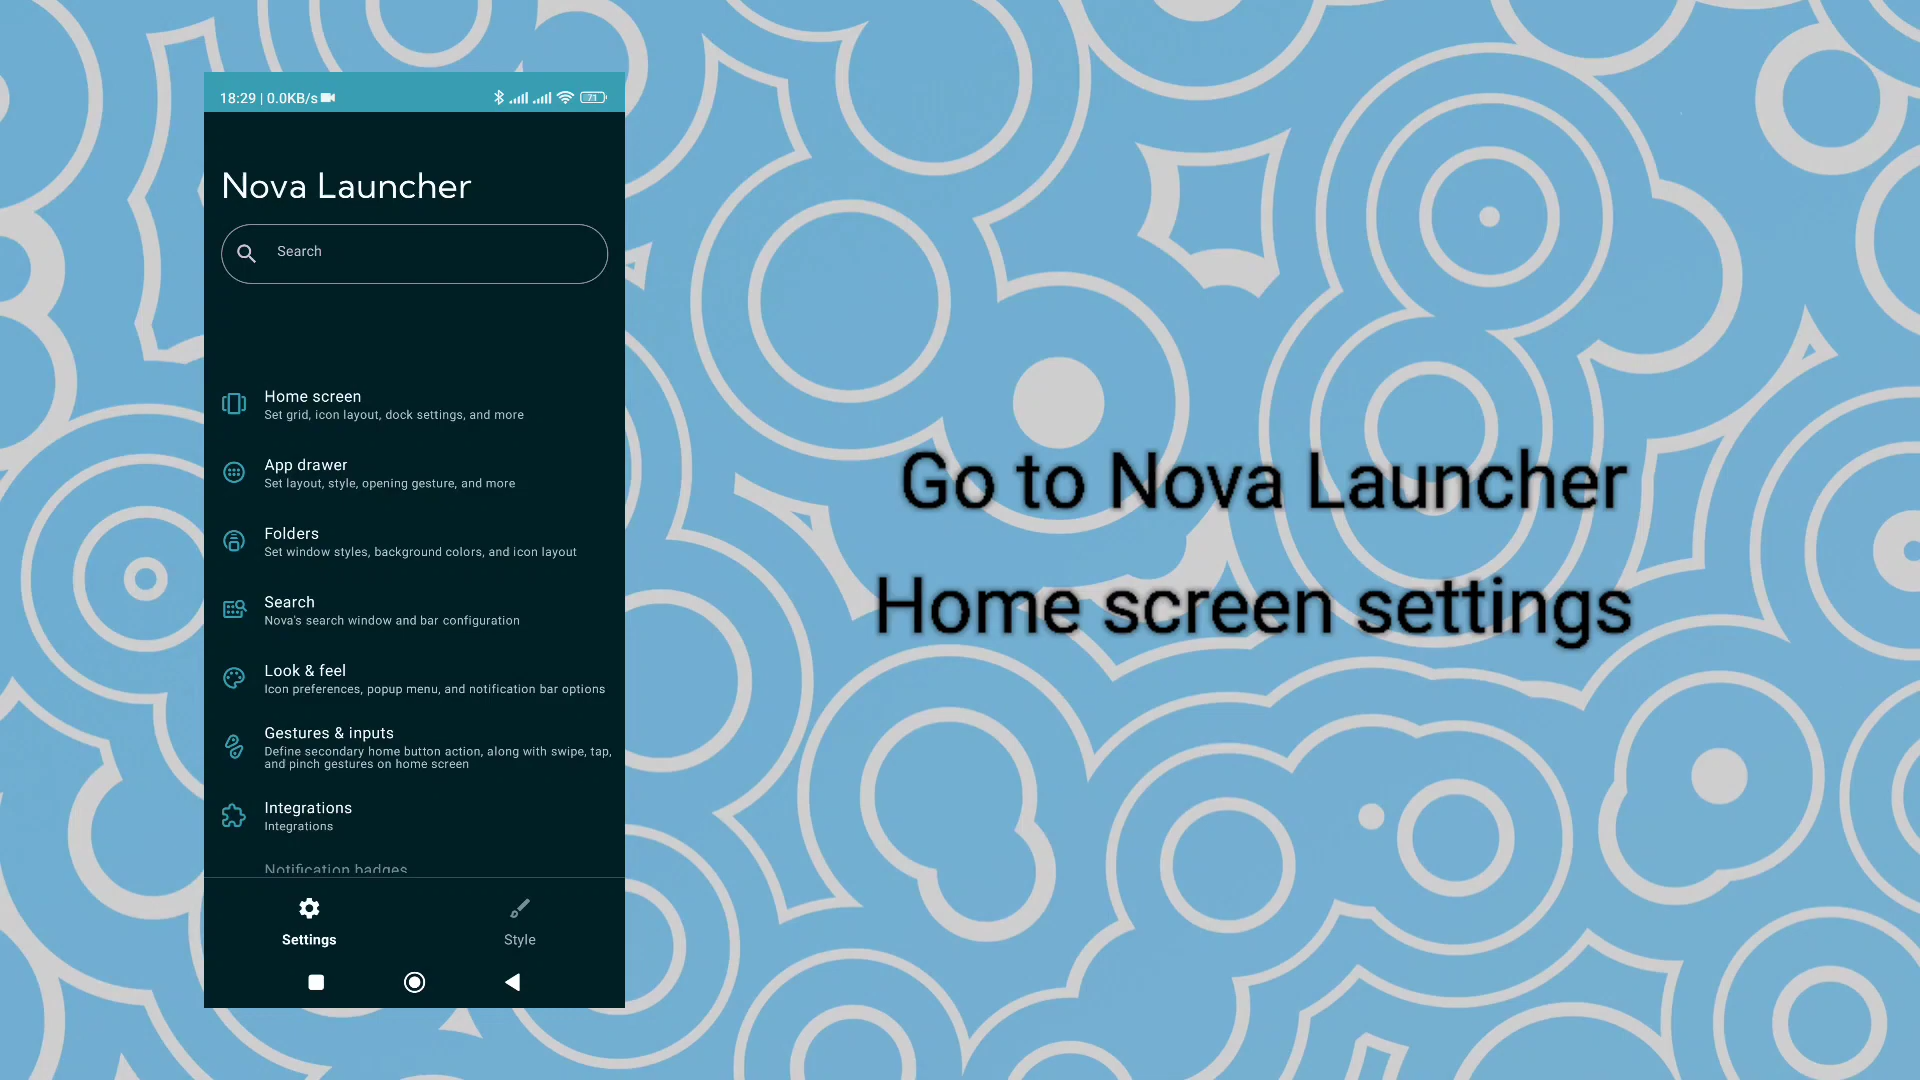 18:29 | 0.0KB/s
71
Nova Launcher
Search
Home screen
Set grid, icon layout, dock settings, and more
App drawer
Set layout, style, opening gesture, and more
Folders
Set window styles, background colors, and icon layout
Search
Nova's search window and bar configuration
Look & feel
Icon preferences, popup menu, and notification bar options
Gestures & inputs
Define secondary home button action, along with swipe, tap,
and pinch gestures on home screen
Integrations
Integrations
Notification badges
Settings
Style
Go to Nova Launcher
Home screen settings